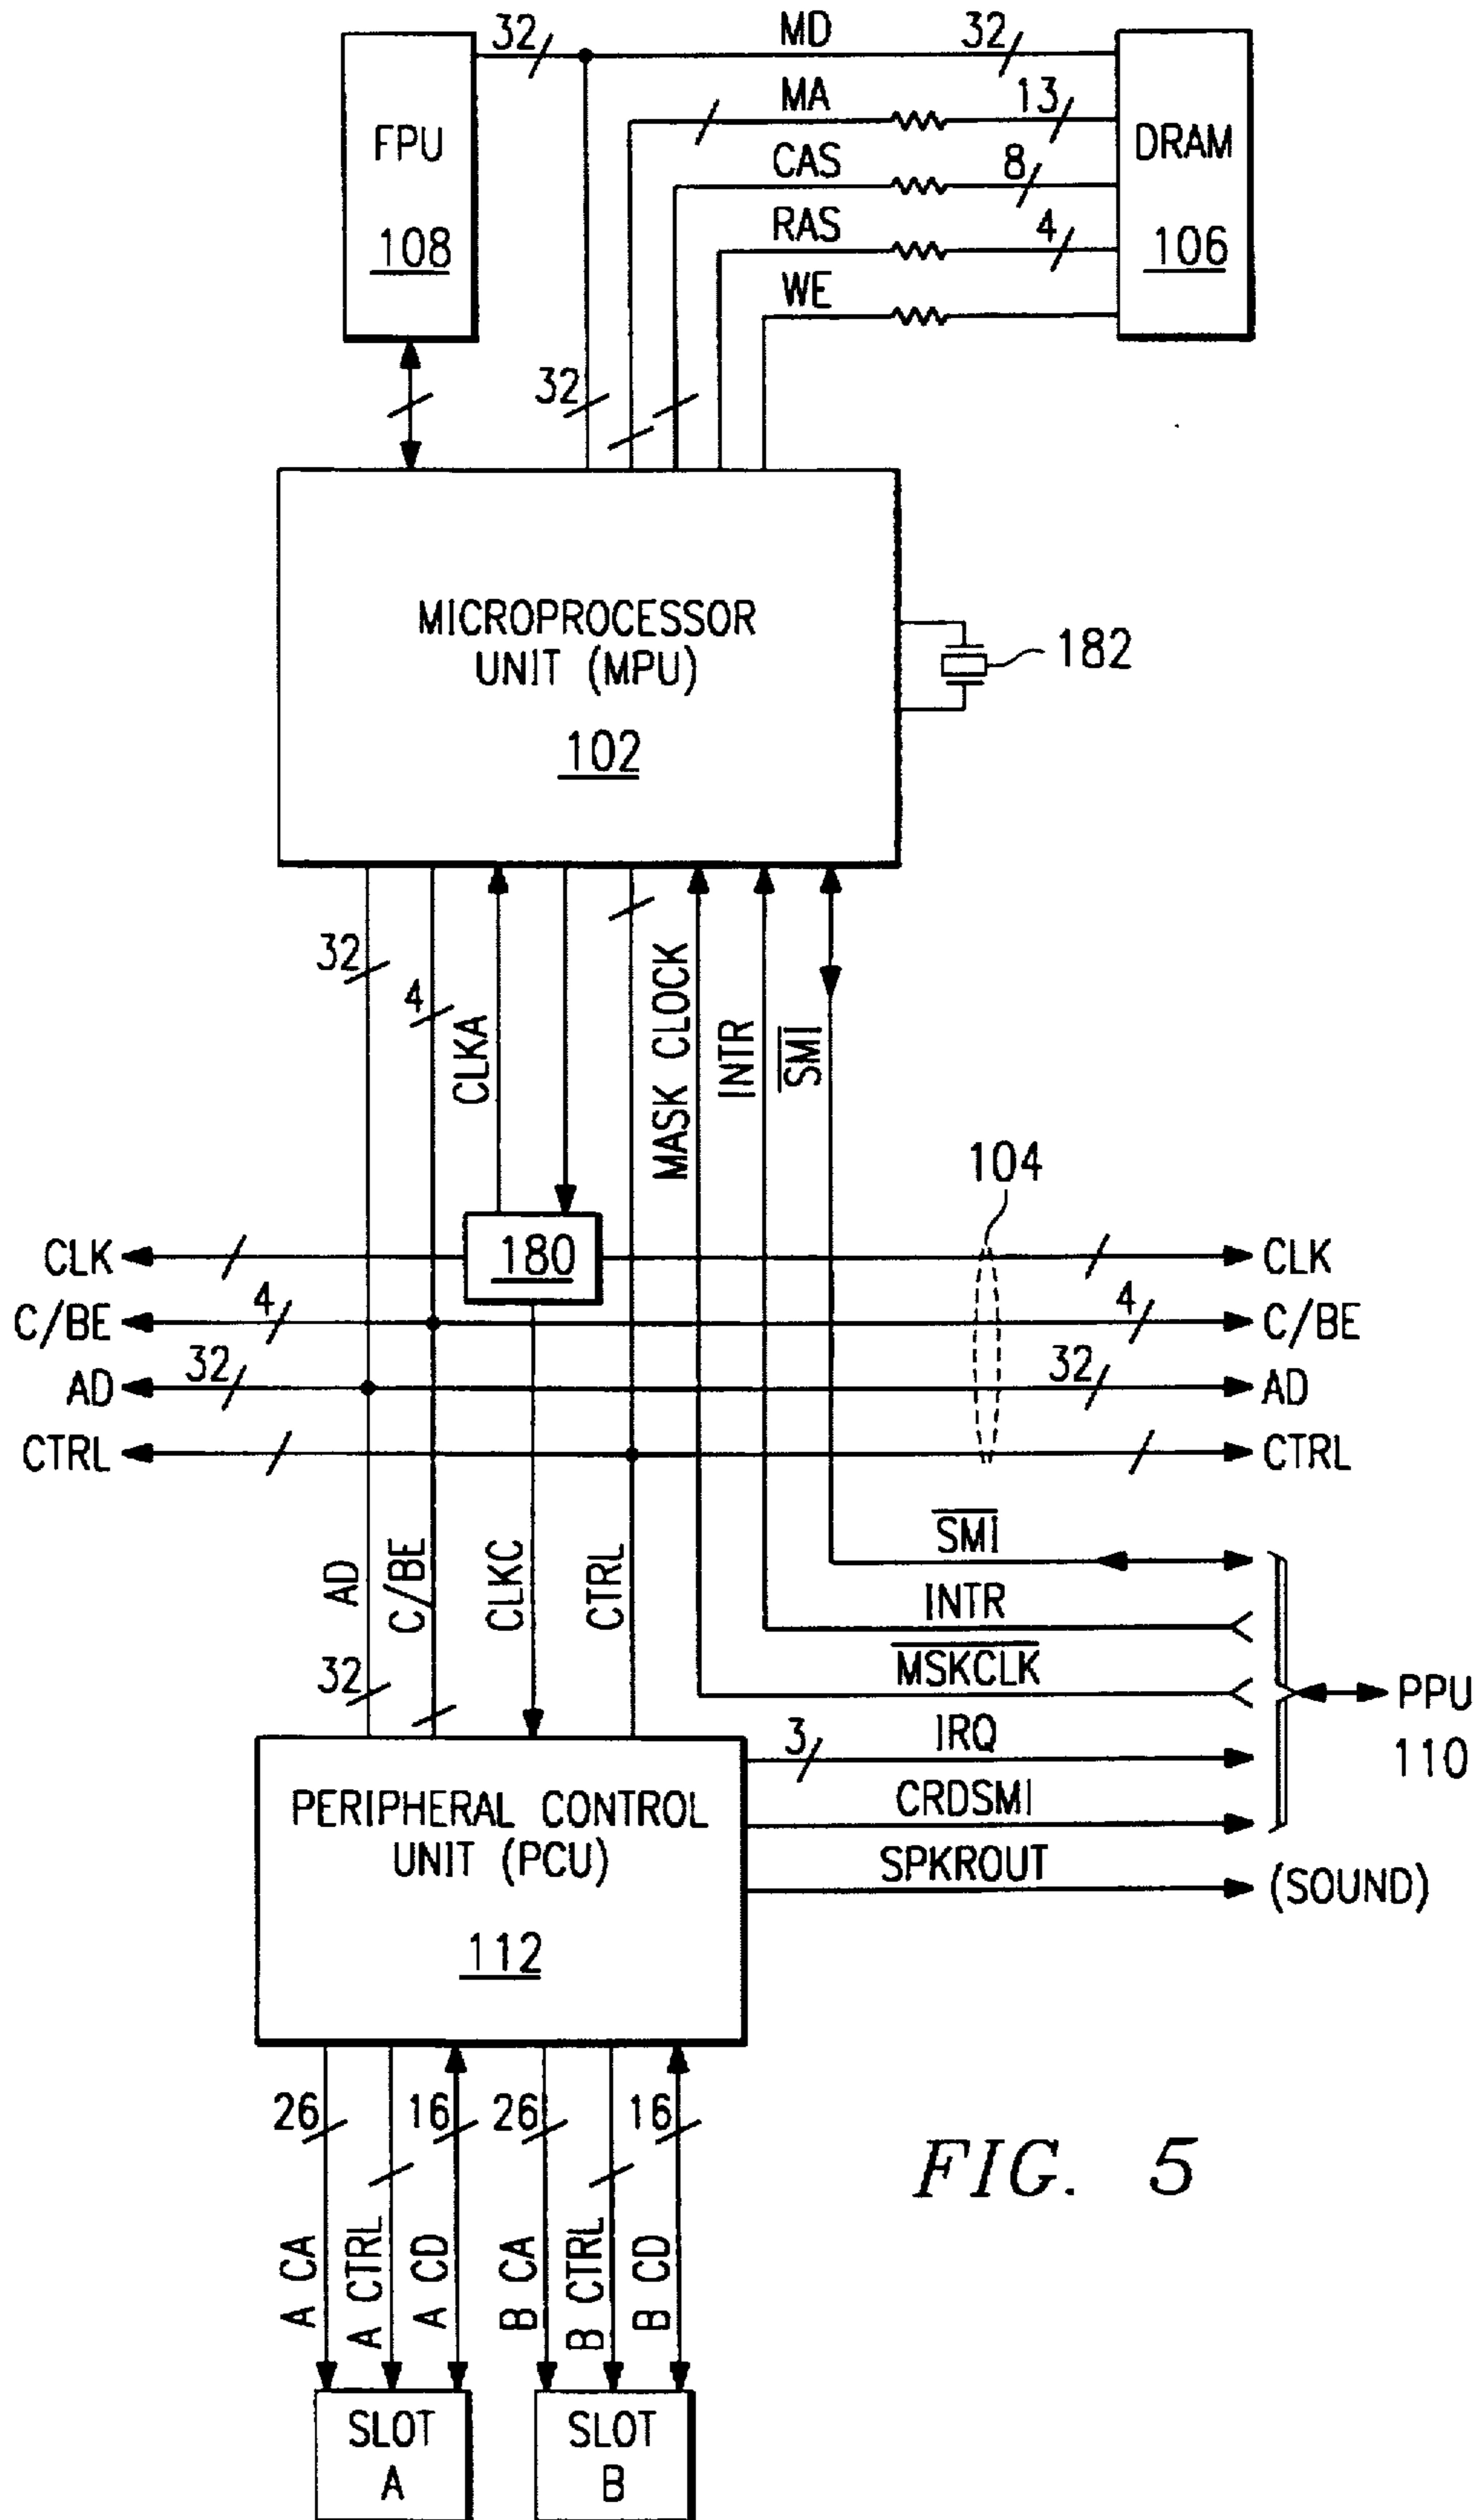 32
MD
32
MA
13
FPU
108
DRAM
106
CAS
8
RAS
4
WE
32
MICROPROCESSOR
UNIT (MPU)
102
182
32
4
CLKA
MASK CLOCK
INTR
SMI
104
180
CLK
CLK
C/BE
4
4
C/BE
AD
32
32
AD
CTRL
CTRL
AD
C/BE
CLKC
CTRL
32
SMI
INTR
MSKCLK
3
IRQ
CRDSMI
SPKROUT
PPU
110
(SOUND)
PERIPHERAL CONTROL
UNIT (PCU)
112
26
16
26
16
A CA
A CTRL
A CD
B CA
B CTRL
B CD
SLOT
A
SLOT
B
FIG. 5